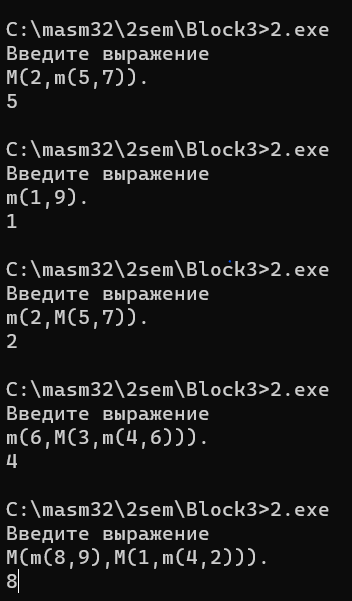 C:\masm32\2sem\Block3>2.exe
Введите выражение
M(2,m(5,7)).
5
C:\masm32\2sem\Block3>2.exe
Введите выражение
m(1,9).
1
C:\masm32\2sem\Block3>2.exe
Введите выражение
m(2,M(5,7)).
2
C:\masm32\2sem\Block3>2.exe
Введите выражение
m(6,M(3,m(4,6))).
4
C:\masm32\2sem\Block3>2.exe
Введите выражение
M(m(8,9),M(1,m(4,2))).
8